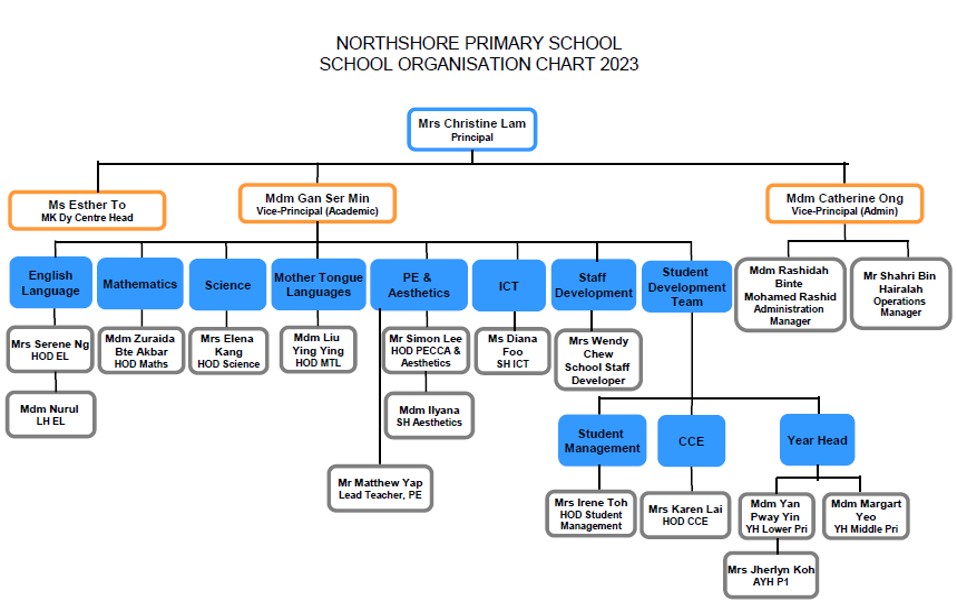 NORTHSHORE PRIMARY SCHOOL
SCHOOL ORGANISATION CHART 2023
Mrs Christine Lam
Principal
Ms Esther To
MK Dy Centre Head
Mdm Gan Ser Min
Vice-Principal (Academic)
Mdm Catherine Ong
Vice-Principal (Admin)
English
Language
Mathematics
Science
Mother Tongue
Languages
PE &
Aesthetics
ICT
Staff
Development
Student
Development
Team
Mdm Rashidah
Binte
Mohamed Rashid
Administration
Manager
Mr Shahri Bin
Hairalah
Operations
Manager
Mrs Serene Ng
HOD EL
Mdm Zuraida
Bte Akbar
HOD Maths
Mrs Elena
Kang
HOD Science
Mdm Liu
Ying Ying
HOD MTL
Mr Simon Lee
HOD PECCA &
Aesthetics
Ms Diana
Foo
SH ICT
Mrs Wendy
Chew
School Staff
Developer
Mdm Nurul
LH EL
Mdm Ilyana
SH Aesthetics
Mr Matthew Yap
Lead Teacher, PE
Student
Management
CCE
Year Head
Mrs Irene Toh
HOD Student
Management
Mrs Karen Lai
HOD CCE
Mdm Yan
Pway Yin
YH Lower Pri
Mdm Margart
Yeo
YH Middle Pri
Mrs Jherlyn Koh
AYH P1